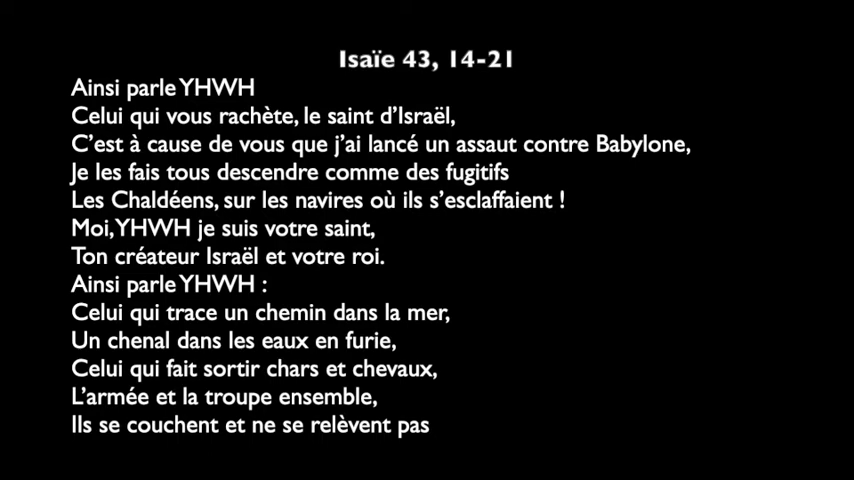 Isaïe 43, 14-21
Ainsi parle YHWH
Celui qui vous rachète, le saint d’Israël,
C’est à cause de vous que j’ai lancé un assaut contre Babylone,
Je les fais tous descendre comme des fugitifs
Les Chaldéens, sur les navires où ils s’esclaffaient !
Moi, YHWH je suis votre saint,
Ton créateur Israël et votre roi.
Ainsi parle YHWH :
Celui qui trace un chemin dans la mer,
Un chenal dans les eaux en furie,
Celui qui fait sortir chars et chevaux,
L’armée et la troupe ensemble,
Ils se couchent et ne se relèvent pas